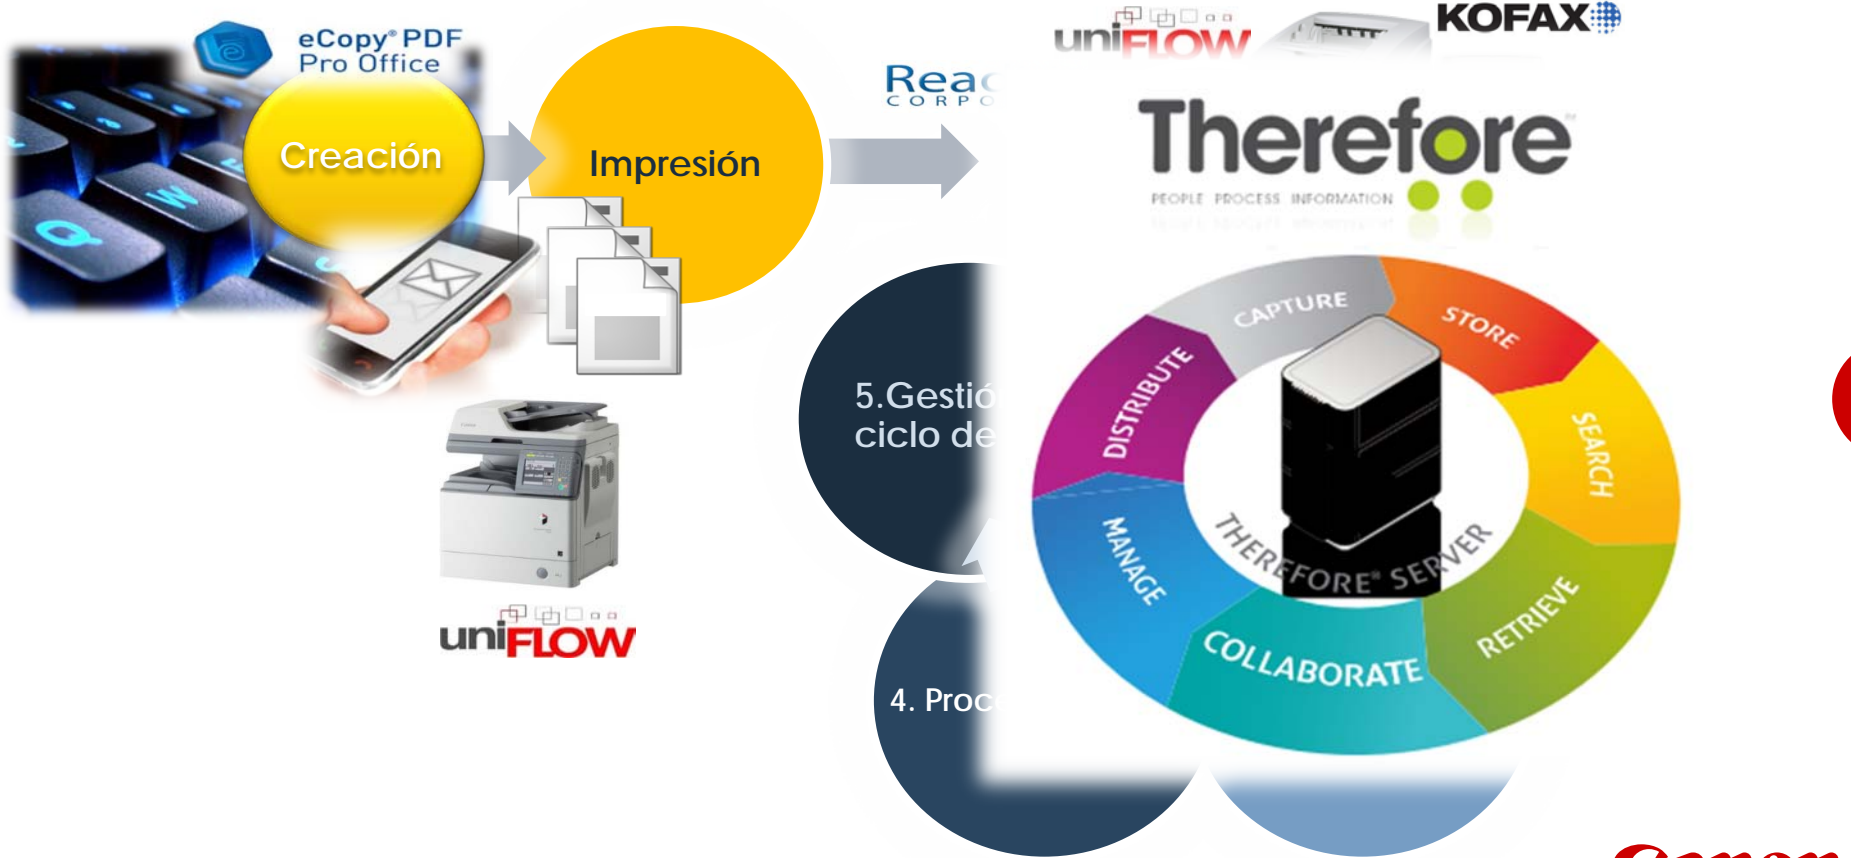 eCopy® PDF
Pro Office
Creación
Impresión
uniFLOW
KOFAX
Therefore™
PEOPLE PROCESS INFORMATION
CAPTURE
STORE
SEARCH
RETRIEVE
COLLABORATE
MANAGE
DISTRIBUTE
THEREFORE® SERVER
5.Gestió
ciclo de
4. Proc
Q
W
uniFLOW